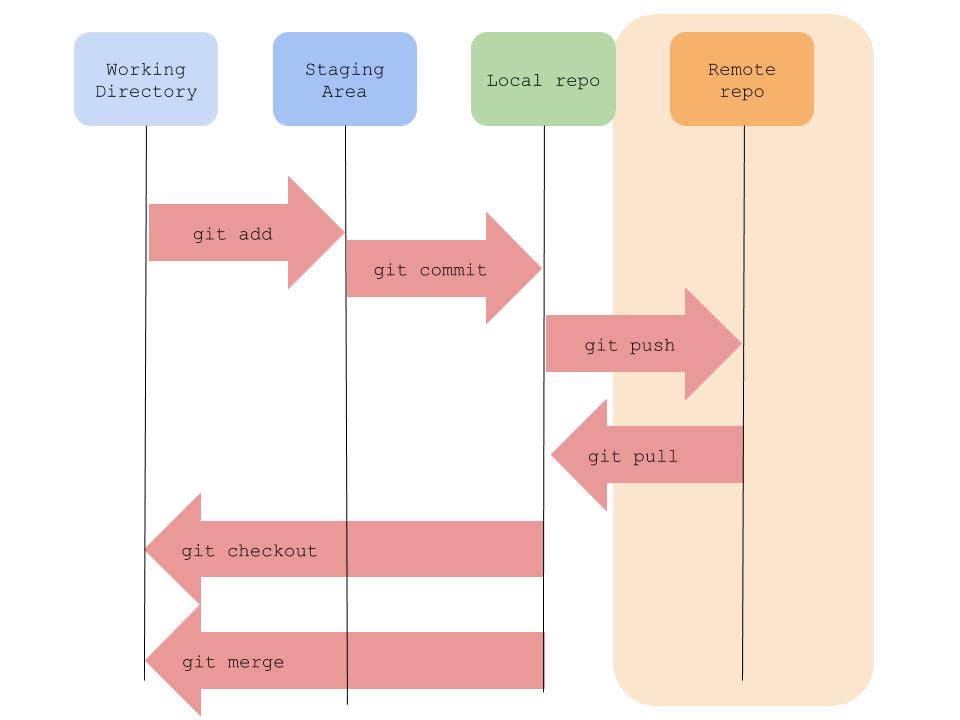 Working
Directory
Staging
Area
Local repo
Remote
repo
git add
git commit
git push
git pull
git checkout
git merge